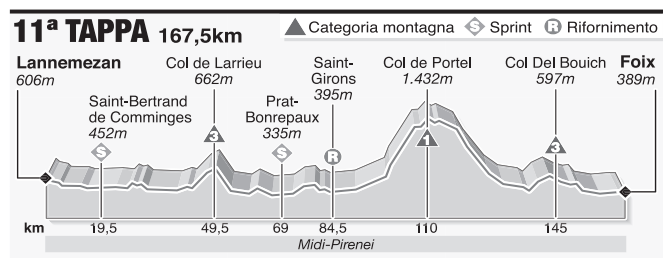 11ª TAPPA 167,5km
Categoria montagna S Sprint R Rifornimento
Lannemezan
606m
Col de Larrieu
662m
Saint-
Girons
395m
Col de Portel
1.432m
Col Del Bouich
597m
Foix
389m
Saint-Bertrand
de Comminges
452m
Prat-
Bonrepaux
335m
S
3
S
R
1
3
km 19,5 49,5 69 84,5 110 145
Midi-Pirenei